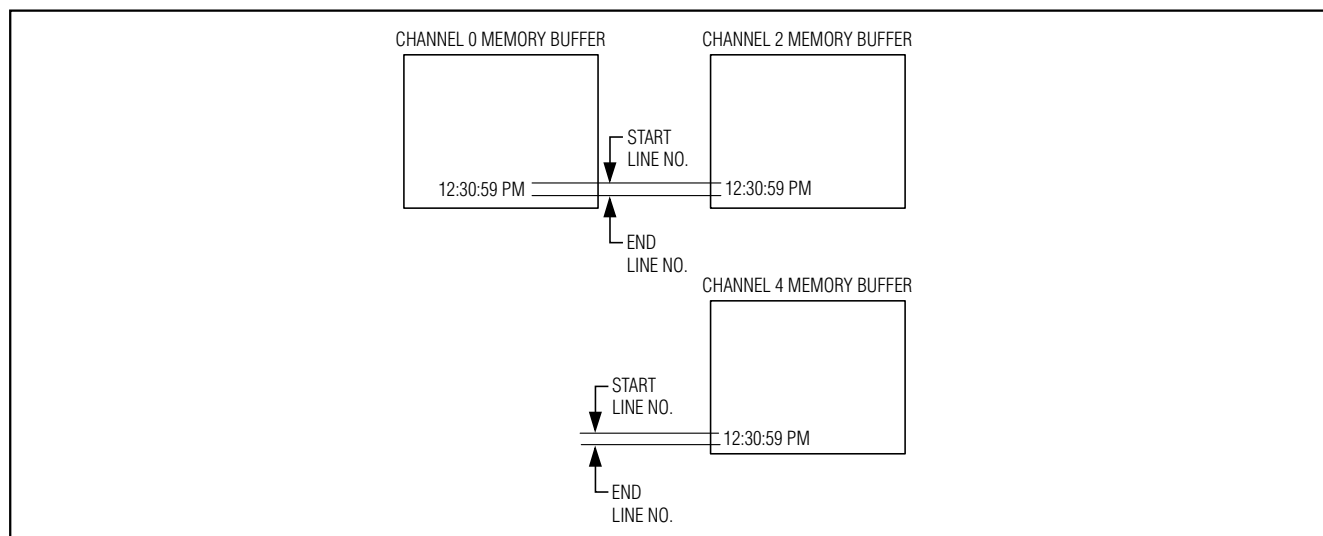 CHANNEL 0 MEMORY BUFFER
CHANNEL 2 MEMORY BUFFER
START
LINE NO.
12:30:59 PM
12:30:59 PM
END
LINE NO.
CHANNEL 4 MEMORY BUFFER
START
LINE NO.
12:30:59 PM
END
LINE NO.